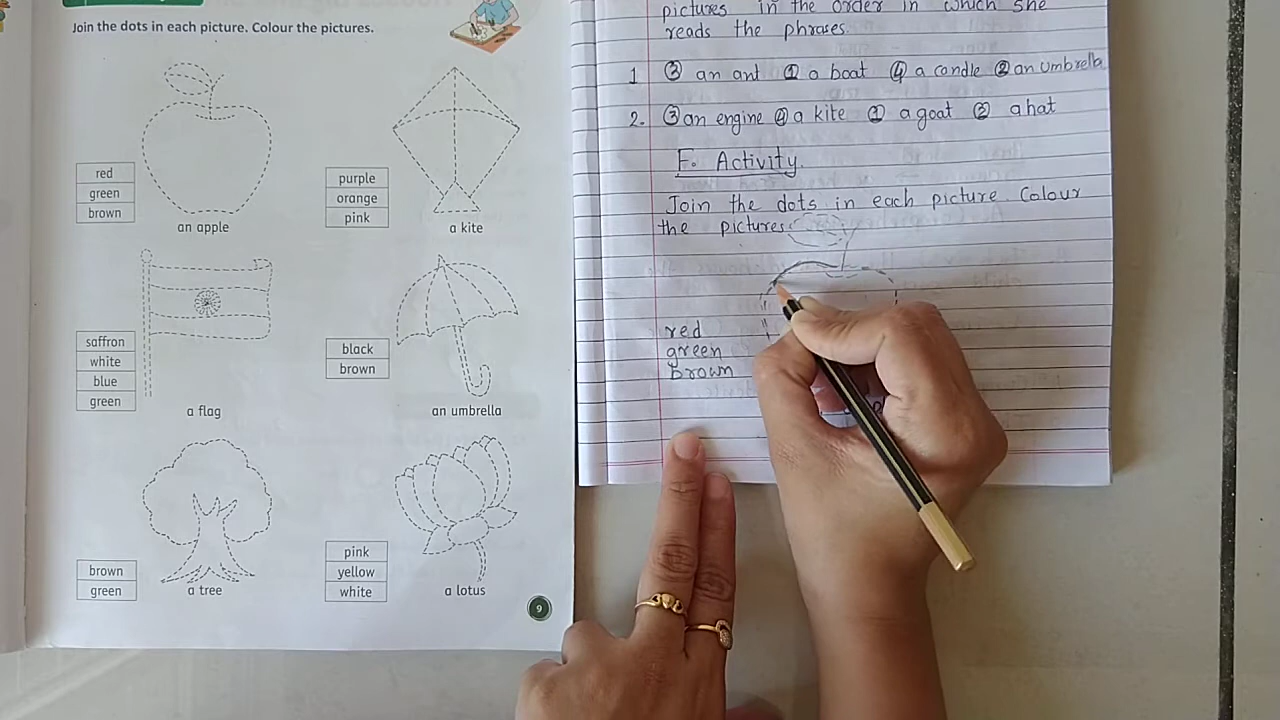 Join the dots in each picture. Colour the pictures.
red
green
brown
an apple
purple
orange
pink
a kite
saffron
white
blue
green
a flag
black
brown
an umbrella
brown
green
a tree
pink
yellow
white
a lotus
9
pictures in the order in which she
reads the phrases.
1 ③ an ant ① a boat ④ a candle ② an umbrella
2. ③ an engine ④ a kite ① a goat ② a hat
F. Activity.
Join the dots in each picture. Colour
the pictures.
red
green
brown